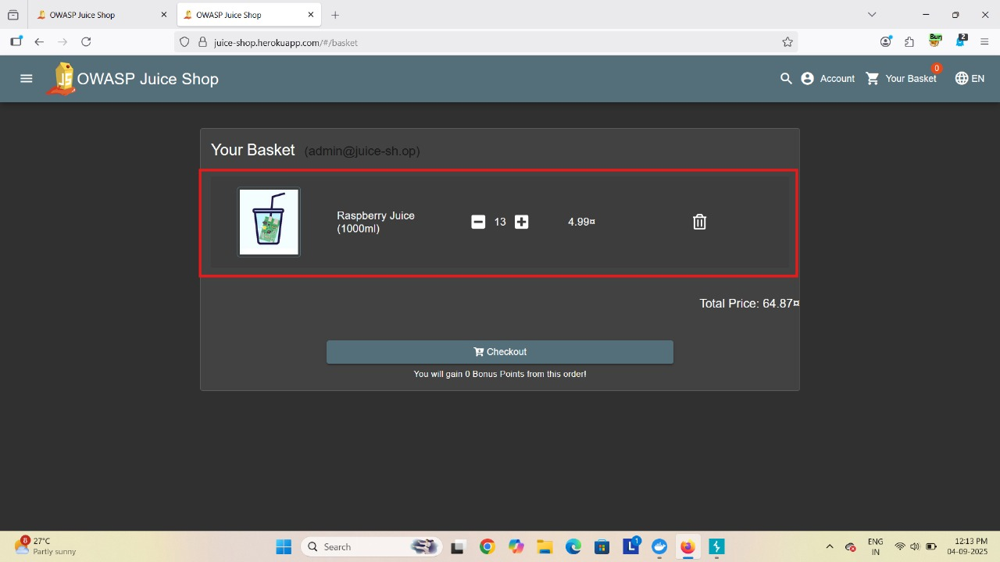 OWASP Juice Shop
OWASP Juice Shop
juice-shop.herokuapp.com/#/basket
Bun
2
JS
OWASP Juice Shop
Account
Your Basket
0
EN
Your Basket (admin@juice-sh.op)
Raspberry Juice
(1000ml)
13
4.99¤
Total Price: 64.87¤
Checkout
You will gain 0 Bonus Points from this order!
8
27°C
Partly sunny
Search
L
1
ENG
IN
12:13 PM
04-09-2025